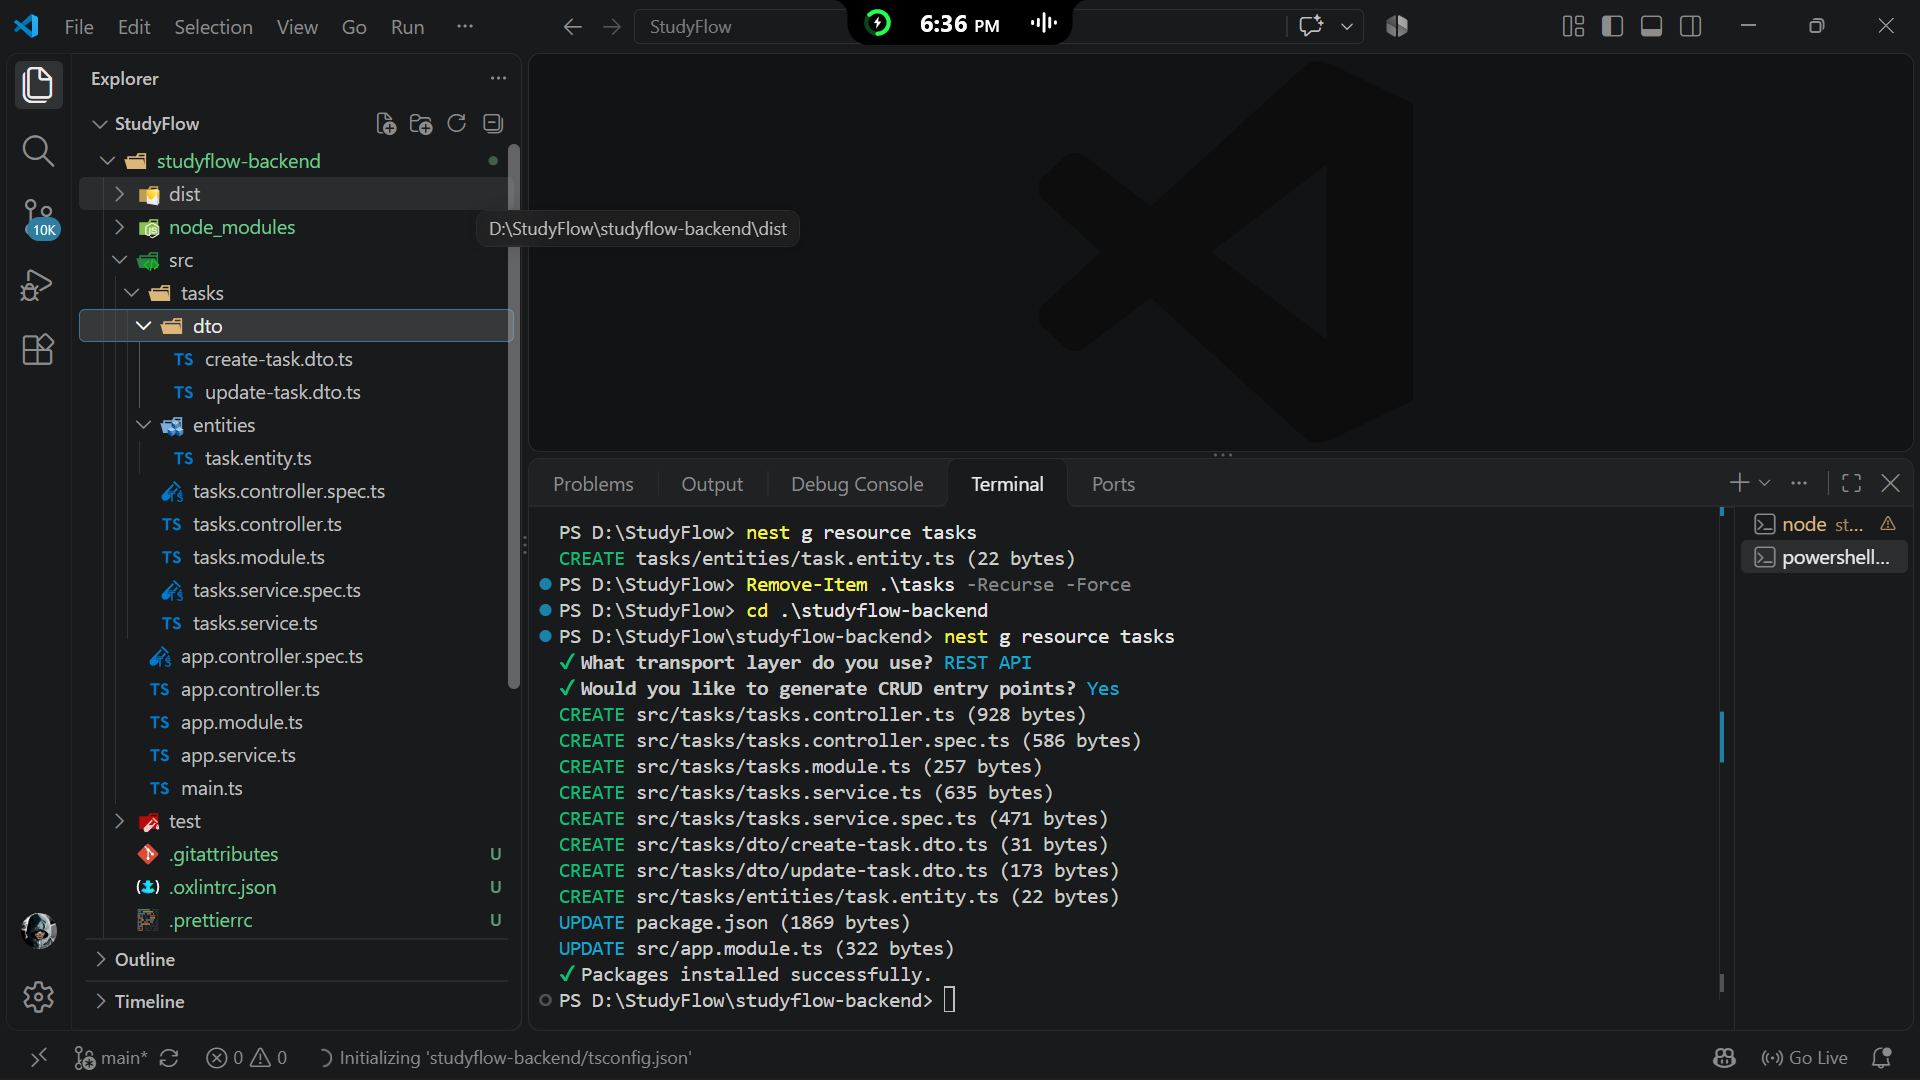 File Edit Selection View Go Run ···
StudyFlow
6:36 PM
Explorer
StudyFlow
studyflow-backend
dist
node_modules
D:\StudyFlow\studyflow-backend\dist
src
tasks
dto
TS create-task.dto.ts
TS update-task.dto.ts
entities
TS task.entity.ts
tasks.controller.spec.ts
TS tasks.controller.ts
TS tasks.module.ts
tasks.service.spec.ts
TS tasks.service.ts
app.controller.spec.ts
TS app.controller.ts
TS app.module.ts
TS app.service.ts
TS main.ts
test
.gitattributes U
.oxlintrc.json U
.prettierrc U
Outline
Timeline
10K
Problems Output Debug Console Terminal Ports
PS D:\StudyFlow> nest g resource tasks
CREATE tasks/entities/task.entity.ts (22 bytes)
PS D:\StudyFlow> Remove-Item .\tasks -Recurse -Force
PS D:\StudyFlow> cd .\studyflow-backend
PS D:\StudyFlow\studyflow-backend> nest g resource tasks
✓ What transport layer do you use? REST API
✓ Would you like to generate CRUD entry points? Yes
CREATE src/tasks/tasks.controller.ts (928 bytes)
CREATE src/tasks/tasks.controller.spec.ts (586 bytes)
CREATE src/tasks/tasks.module.ts (257 bytes)
CREATE src/tasks/tasks.service.ts (635 bytes)
CREATE src/tasks/tasks.service.spec.ts (471 bytes)
CREATE src/tasks/dto/create-task.dto.ts (31 bytes)
CREATE src/tasks/dto/update-task.dto.ts (173 bytes)
CREATE src/tasks/entities/task.entity.ts (22 bytes)
UPDATE package.json (1869 bytes)
UPDATE src/app.module.ts (322 bytes)
✓ Packages installed successfully.
PS D:\StudyFlow\studyflow-backend>
node st...
powershell...
main* 0 0 Initializing 'studyflow-backend/tsconfig.json'
Go Live